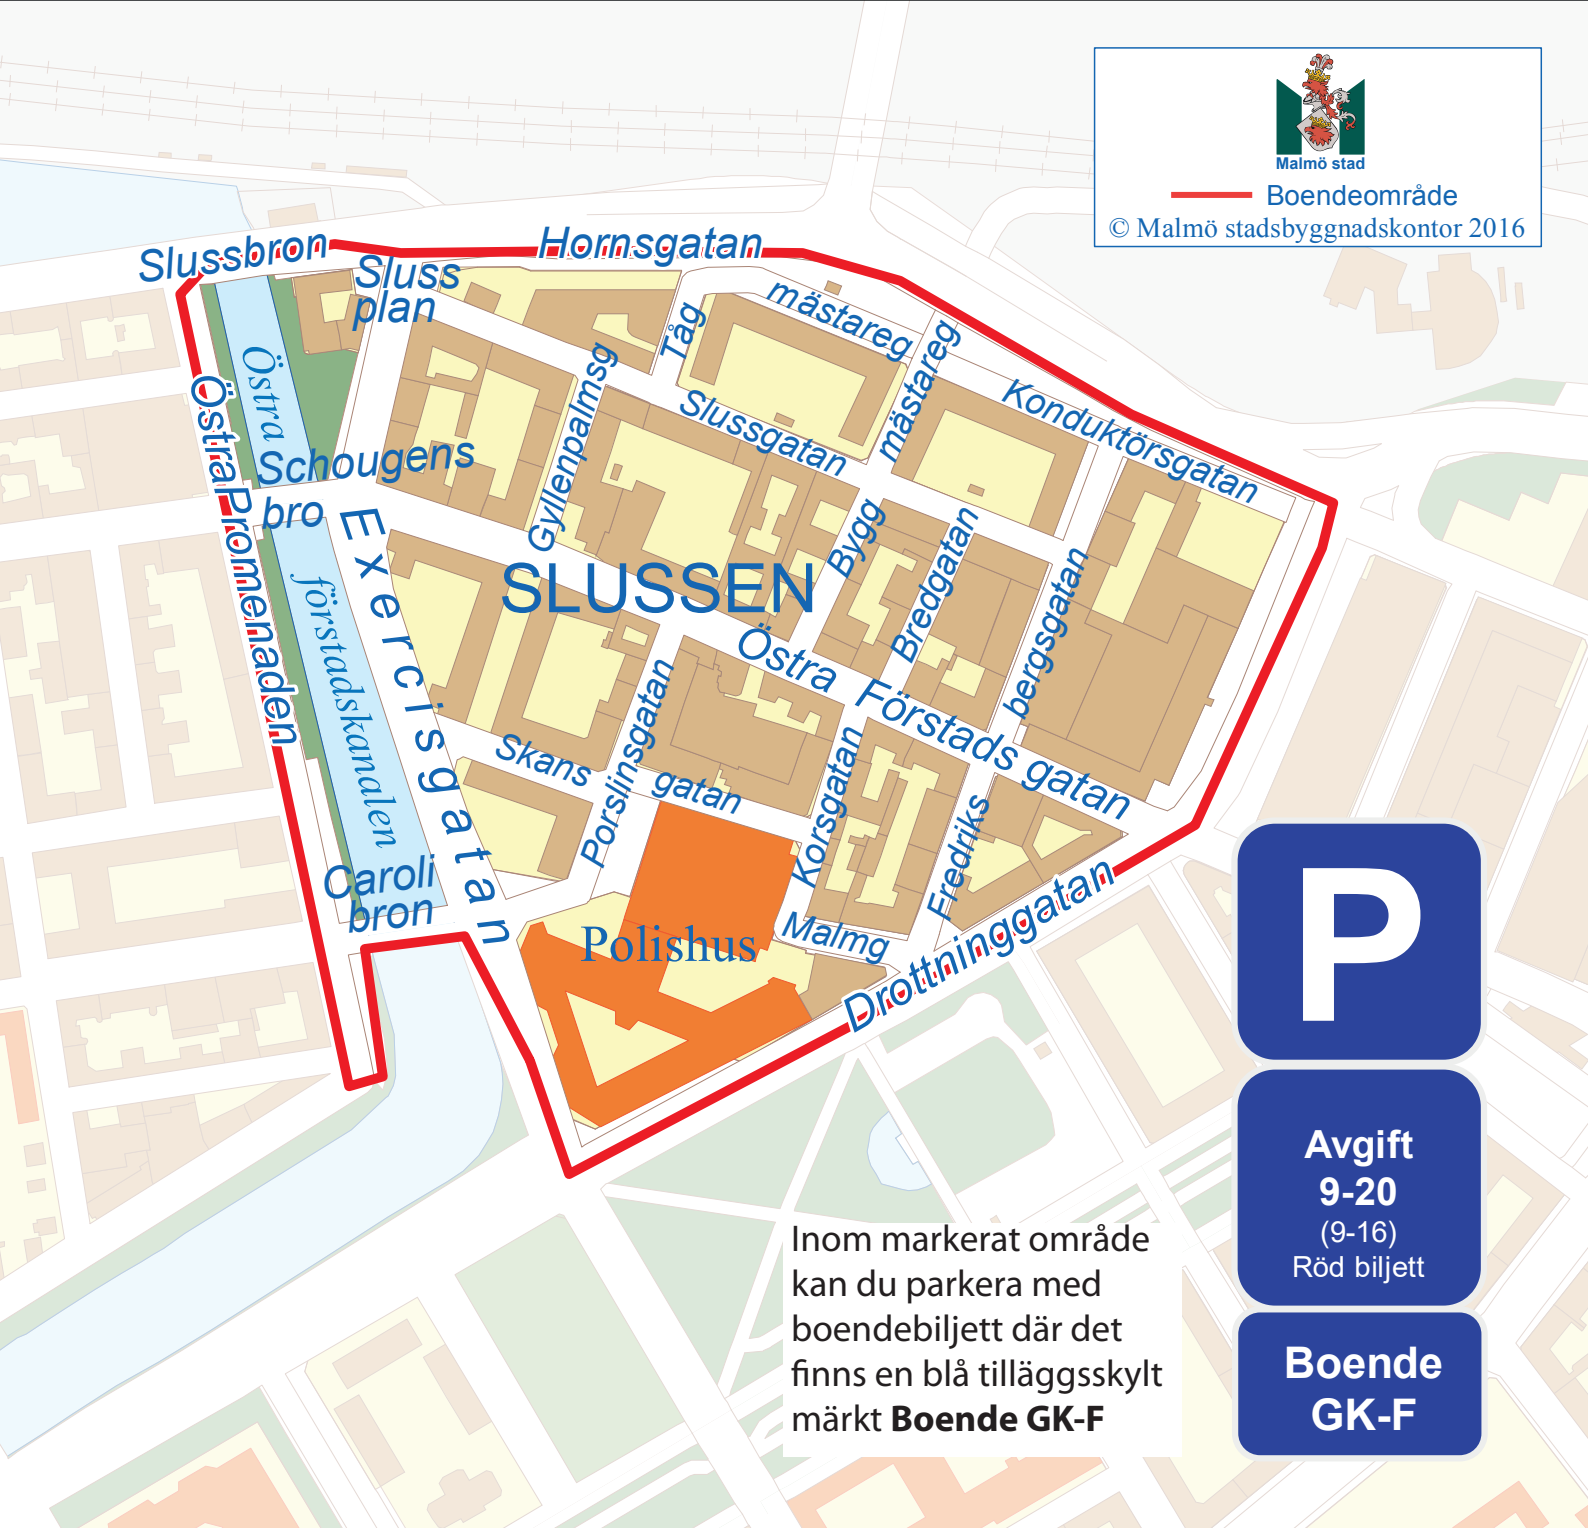 Malmö stad
Boendeområde
© Malmö stadsbyggnadskontor 2016
Slussbron
Hornsgatan
Sluss
plan
Tåg
mästareg
mästareg
Konduktörsgatan
Östra
Gyllenpalmsg
Slussgatan
Östra Promenaden
Schougens
bro
Exercisgatan
Bygg
Bredgatan
bergsgatan
SLUSSEN
förstadskanalen
Östra Förstads gatan
Porslinsgatan
Skans
gatan
Korsgatan
Fredriks
Caroli
bron
Malmg
Polishus
Drottninggatan
P
Avgift
9-20
(9-16)
Röd biljett
Boende
GK-F
Inom markerat område
kan du parkera med
boendebiljett där det
finns en blå tilläggsskylt
märkt Boende GK-F